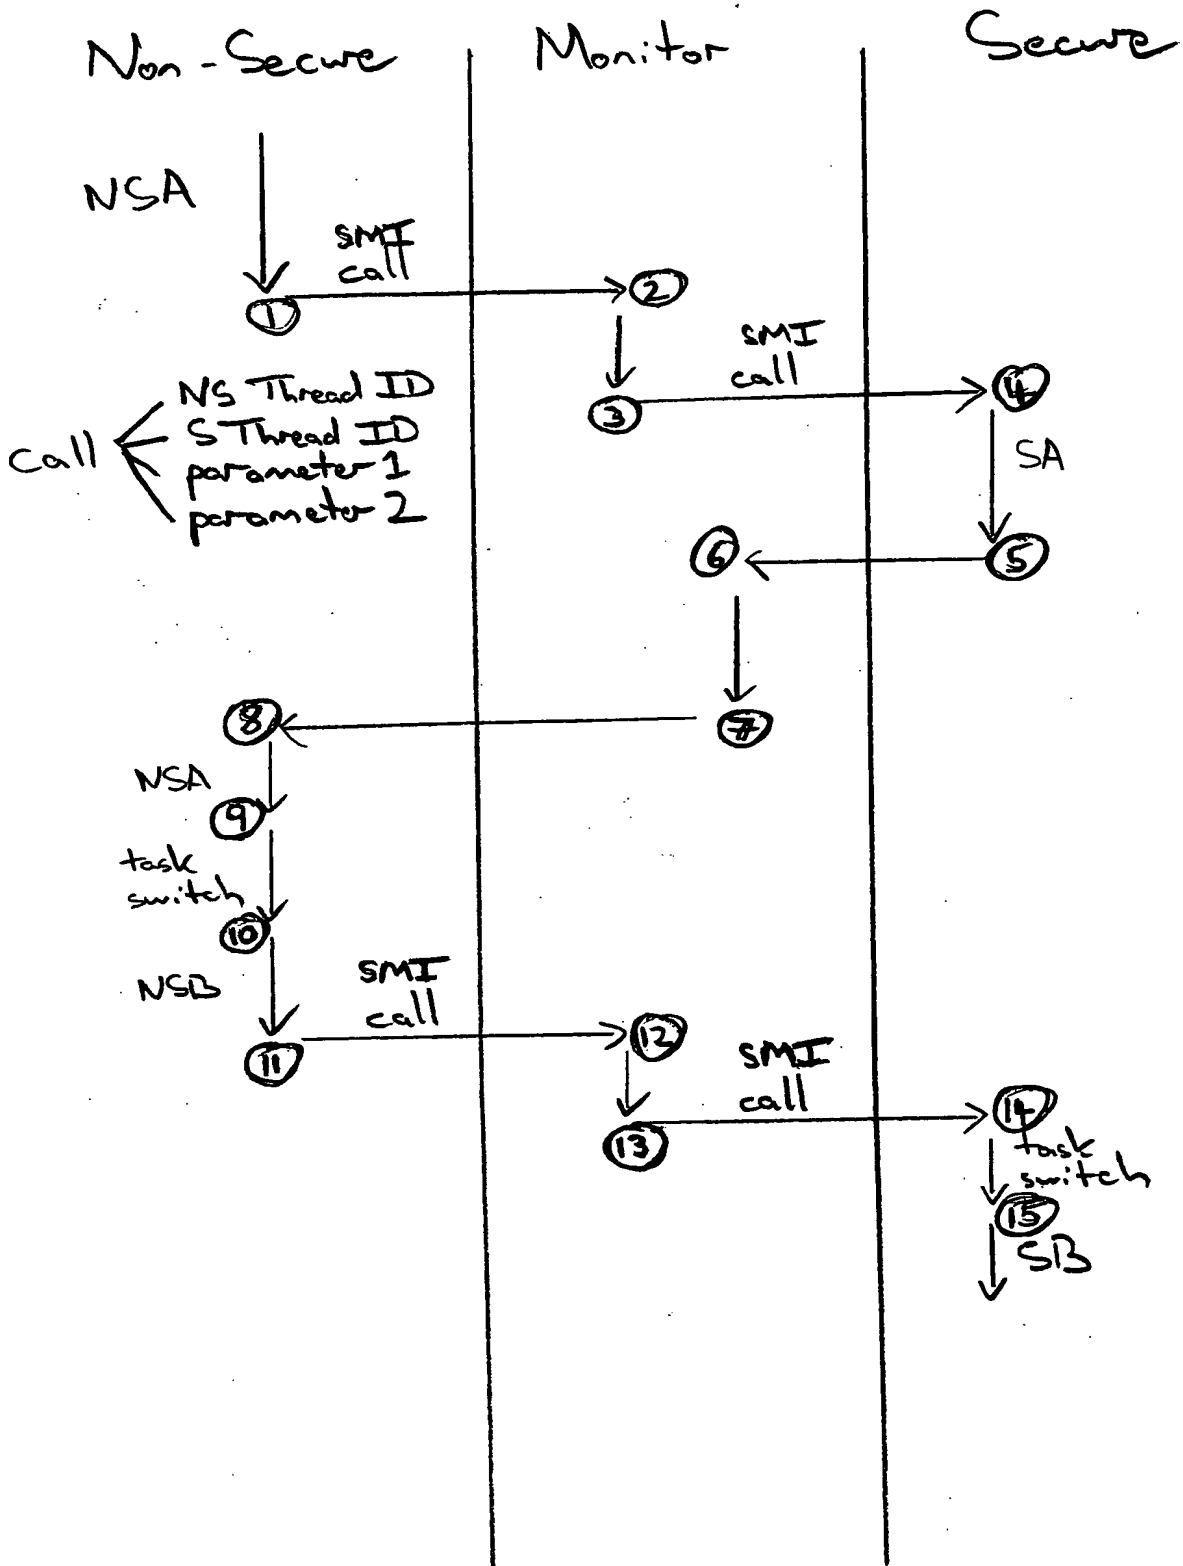 Non-Secure
Monitor
Secure
NSA
SMI
call
1
2
SMI
call
3
4
NS Thread ID
S Thread ID
Call
parameter 1
parameter 2
SA
6
5
8
7
NSA
9
task
switch
10
NSB
SMI
call
11
12
SMI
call
13
14
task
switch
15
SB